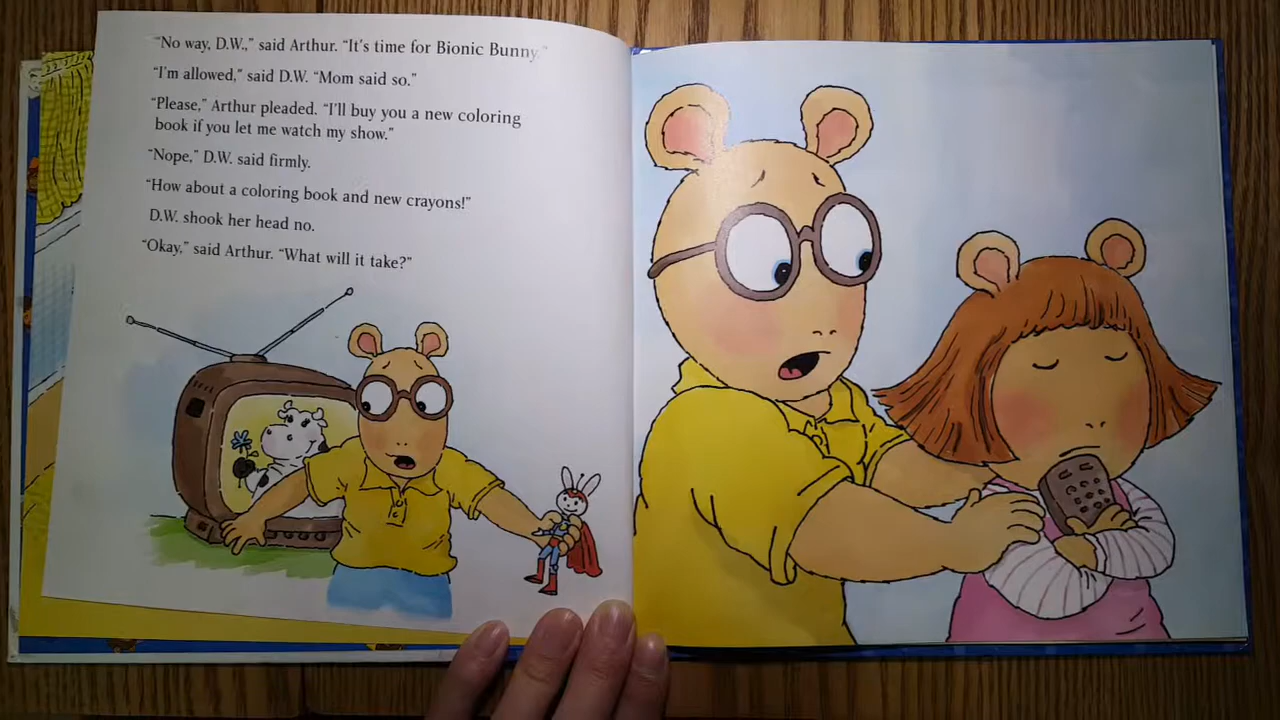 “No way, D.W.,” said Arthur. “It's time for Bionic Bunny.”
“I'm allowed,” said D.W. “Mom said so.”
“Please,” Arthur pleaded. “I'll buy you a new coloring
book if you let me watch my show.”
“Nope,” D.W. said firmly.
“How about a coloring book and new crayons!”
D.W. shook her head no.
“Okay,” said Arthur. “What will it take?”